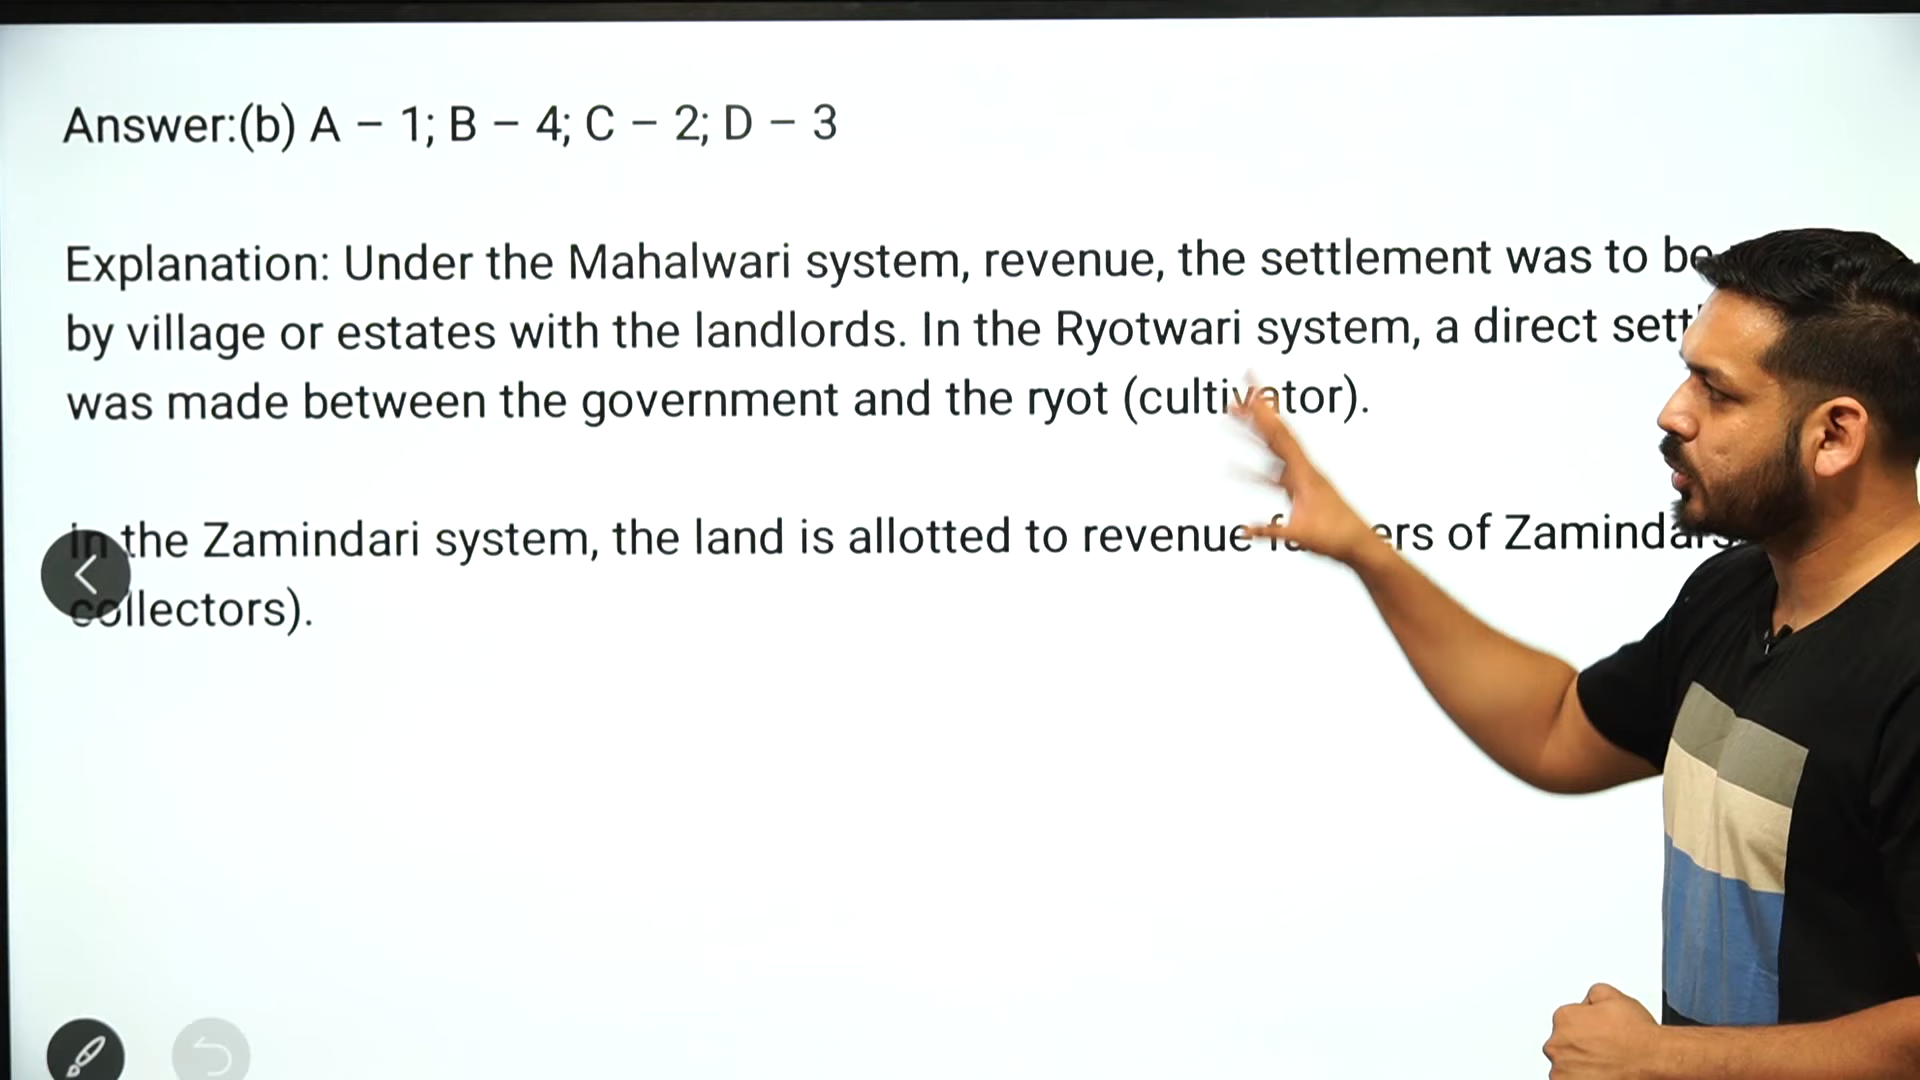 Answer:(b) A – 1; B – 4; C – 2; D – 3
Explanation: Under the Mahalwari system, revenue, the settlement was to be
by village or estates with the landlords. In the Ryotwari system, a direct
was made between the government and the ryot (cultivator).
In the Zamindari system, the land is allotted to revenue of
collectors).